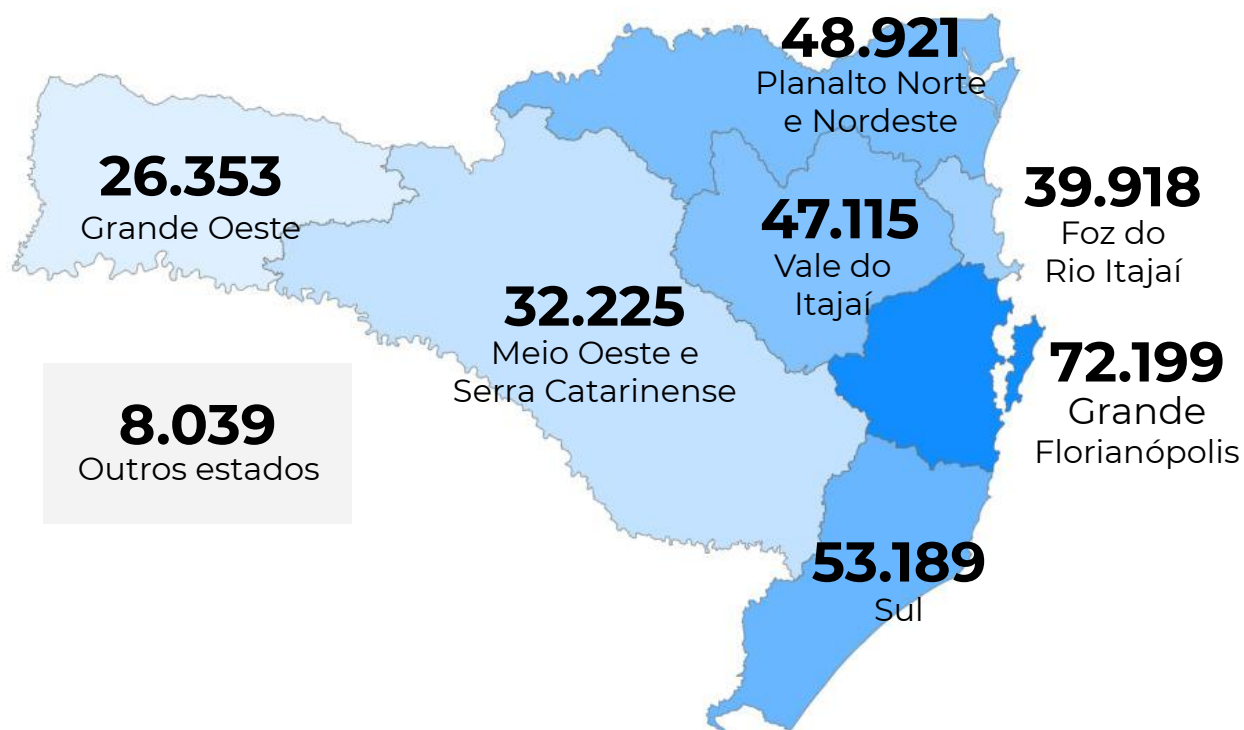 48.921
Planalto Norte
e Nordeste
26.353
Grande Oeste
39.918
Foz do
Rio Itajaí
47.115
Vale do
Itajaí
32.225
Meio Oeste e
Serra Catarinense
72.199
Grande
Florianópolis
8.039
Outros estados
53.189
Sul